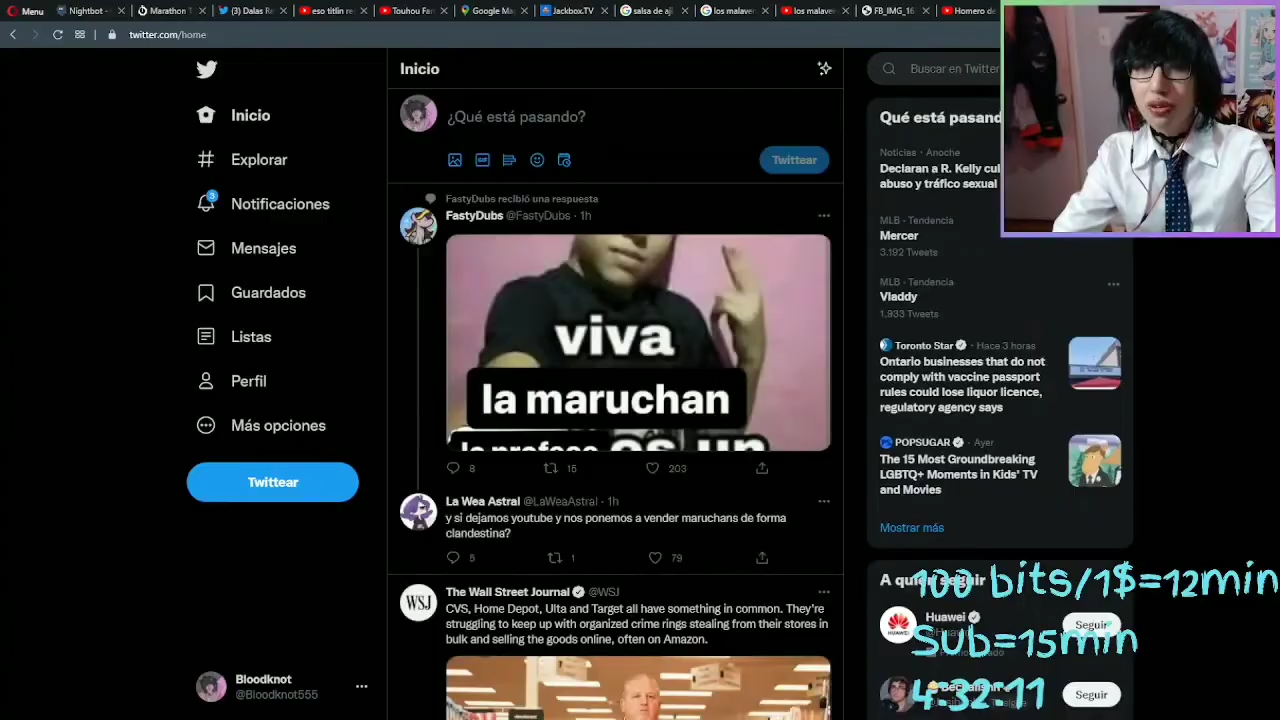 Menu
Nightbot -
Marathon T
(3) Dalas Re
eso titlin re
Touhou Fan
Google Ma
Jackbox.TV
salsa de aji
los malaver
los malave
FB_IMG_16
Homero de
twitter.com/home
Inicio
Explorar
3
Notificaciones
Mensajes
Guardados
Listas
Perfil
Más opciones
Twittear
Bloodknot
@Bloodknot555
Inicio
¿Qué está pasando?
GIF
Twittear
FastyDubs recibió una respuesta
FastyDubs @FastyDubs · 1h
viva
la maruchan
8 15 203
La Wea Astral @LaWeaAstral · 1h
y si dejamos youtube y nos ponemos a vender maruchans de forma
clandestina?
5 1 79
The Wall Street Journal @WSJ
WSJ
CVS, Home Depot, Ulta and Target all have something in common. They're
struggling to keep up with organized crime rings stealing from their stores in
bulk and selling the goods online, often on Amazon.
Buscar en Twitter
Qué está pasand
Noticias · Anoche
Declaran a R. Kelly cul
abuso y tráfico sexual
MLB · Tendencia
Mercer
3.192 Tweets
MLB · Tendencia
Vladdy
1.933 Tweets
Toronto Star · Hace 3 horas
Ontario businesses that do not
comply with vaccine passport
rules could lose liquor licence,
regulatory agency says
POPSUGAR · Ayer
The 15 Most Groundbreaking
LGBTQ+ Moments in Kids' TV
and Movies
Mostrar más
A quién seguir
100 bits/1$=12min
Huawei
Seguir
Sub=15min
4:32:11
Seguir